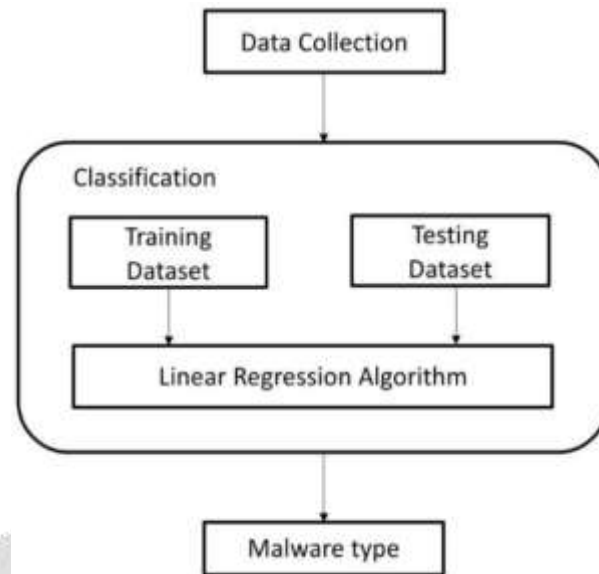 Data Collection
Classification
Training
Dataset
Testing
Dataset
Linear Regression Algorithm
Malware type